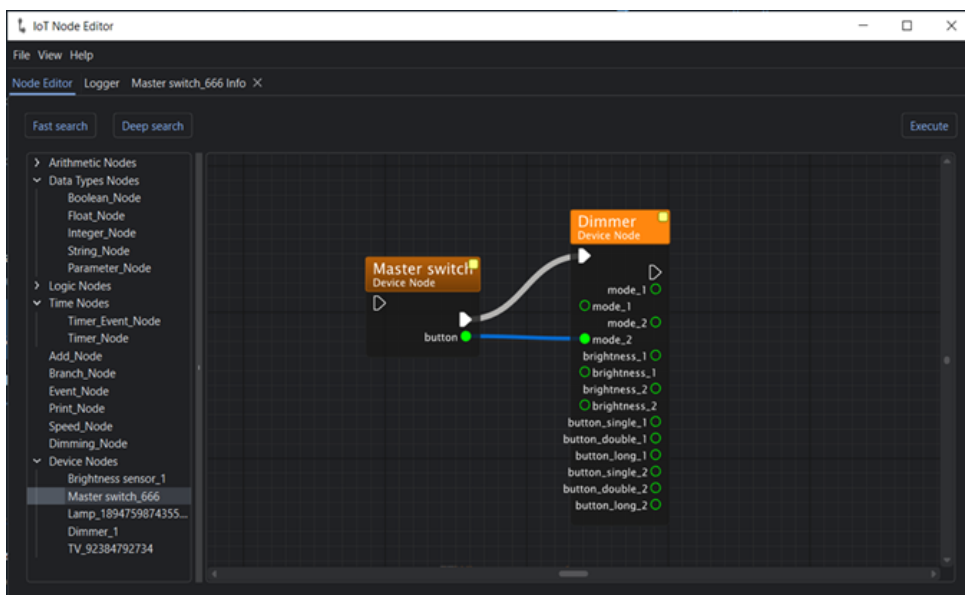 IoT Node Editor
File View Help
Node Editor Logger Master switch_666 Info
Fast search Deep search Execute
Arithmetic Nodes
Data Types Nodes
Boolean_Node
Float_Node
Integer_Node
String_Node
Parameter_Node
Logic Nodes
Time Nodes
Timer_Event_Node
Timer_Node
Add_Node
Branch_Node
Event_Node
Print_Node
Speed_Node
Dimming_Node
Device Nodes
Brightness sensor_1
Master switch_666
Lamp_1894759874355...
Dimmer_1
TV_92384792734
Master switch
Device Node
button
Dimmer
Device Node
mode_1
mode_1
mode_2
mode_2
brightness_1
brightness_1
brightness_2
brightness_2
button_single_1
button_double_1
button_long_1
button_single_2
button_double_2
button_long_2